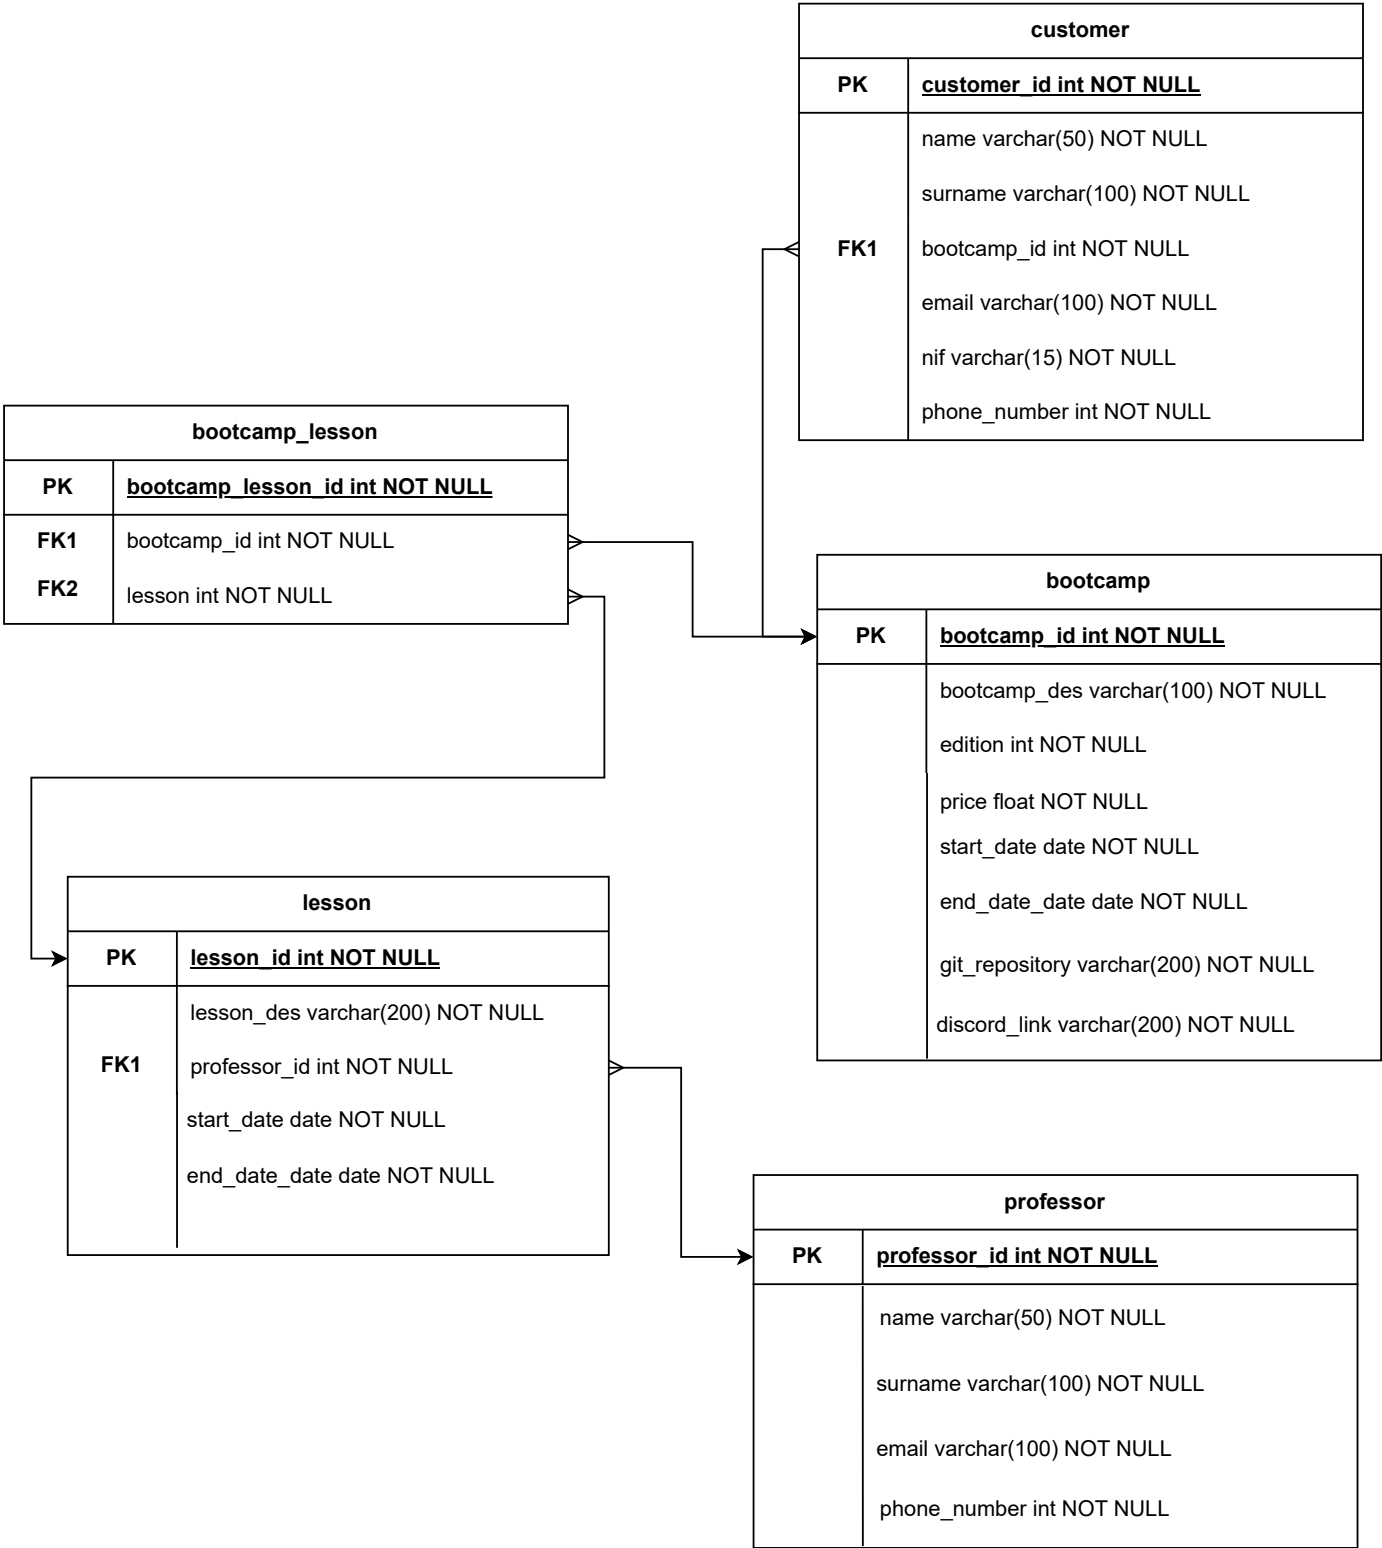 customer
PK customer_id int NOT NULL
name varchar(50) NOT NULL
surname varchar(100) NOT NULL
FK1 bootcamp_id int NOT NULL
email varchar(100) NOT NULL
nif varchar(15) NOT NULL
phone_number int NOT NULL
bootcamp_lesson
PK bootcamp_lesson_id int NOT NULL
FK1 bootcamp_id int NOT NULL
FK2 lesson int NOT NULL
bootcamp
PK bootcamp_id int NOT NULL
bootcamp_des varchar(100) NOT NULL
edition int NOT NULL
price float NOT NULL
start_date date NOT NULL
end_date_date date NOT NULL
git_repository varchar(200) NOT NULL
discord_link varchar(200) NOT NULL
lesson
PK lesson_id int NOT NULL
lesson_des varchar(200) NOT NULL
FK1 professor_id int NOT NULL
start_date date NOT NULL
end_date_date date NOT NULL
professor
PK professor_id int NOT NULL
name varchar(50) NOT NULL
surname varchar(100) NOT NULL
email varchar(100) NOT NULL
phone_number int NOT NULL